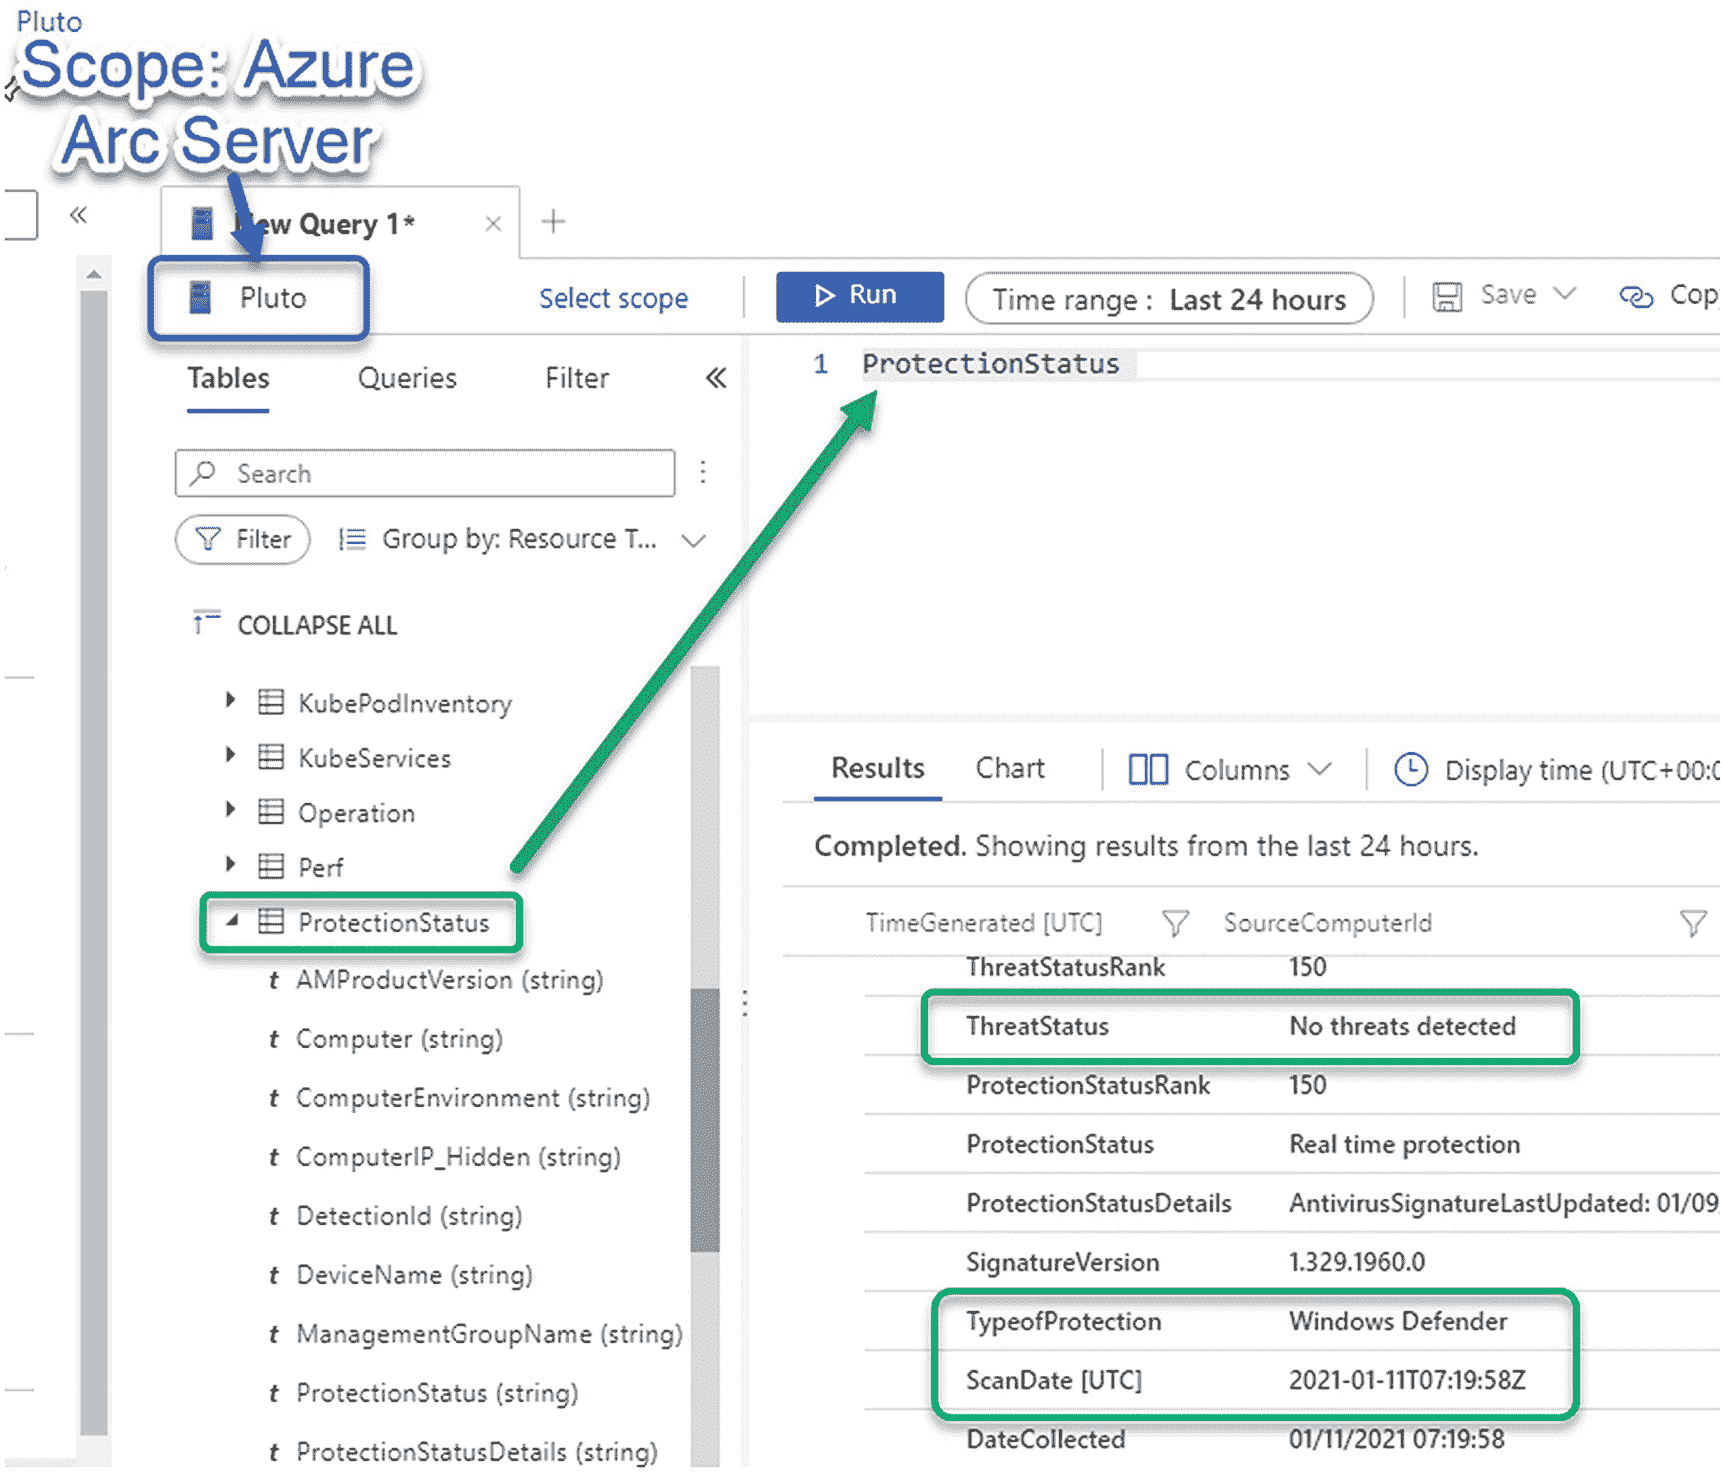 Pluto
Scope: Azure
Arc Server
New Query 1*
Pluto
Select scope
Run
Time range : Last 24 hours
Save
Cop
Tables
Queries
Filter
1 ProtectionStatus
Search
Filter
Group by: Resource T...
COLLAPSE ALL
KubePodInventory
KubeServices
Operation
Perf
ProtectionStatus
t AMProductVersion (string)
t Computer (string)
t ComputerEnvironment (string)
t ComputerIP_Hidden (string)
t DetectionId (string)
t DeviceName (string)
t ManagementGroupName (string)
t ProtectionStatus (string)
t ProtectionStatusDetails (string)
Results
Chart
Columns
Display time (UTC+00:0
Completed. Showing results from the last 24 hours.
TimeGenerated [UTC]
SourceComputerId
ThreatStatusRank 150
ThreatStatus No threats detected
ProtectionStatusRank 150
ProtectionStatus Real time protection
ProtectionStatusDetails AntivirusSignatureLastUpdated: 01/09/
SignatureVersion 1.329.1960.0
TypeofProtection Windows Defender
ScanDate [UTC] 2021-01-11T07:19:58Z
DateCollected 01/11/2021 07:19:58